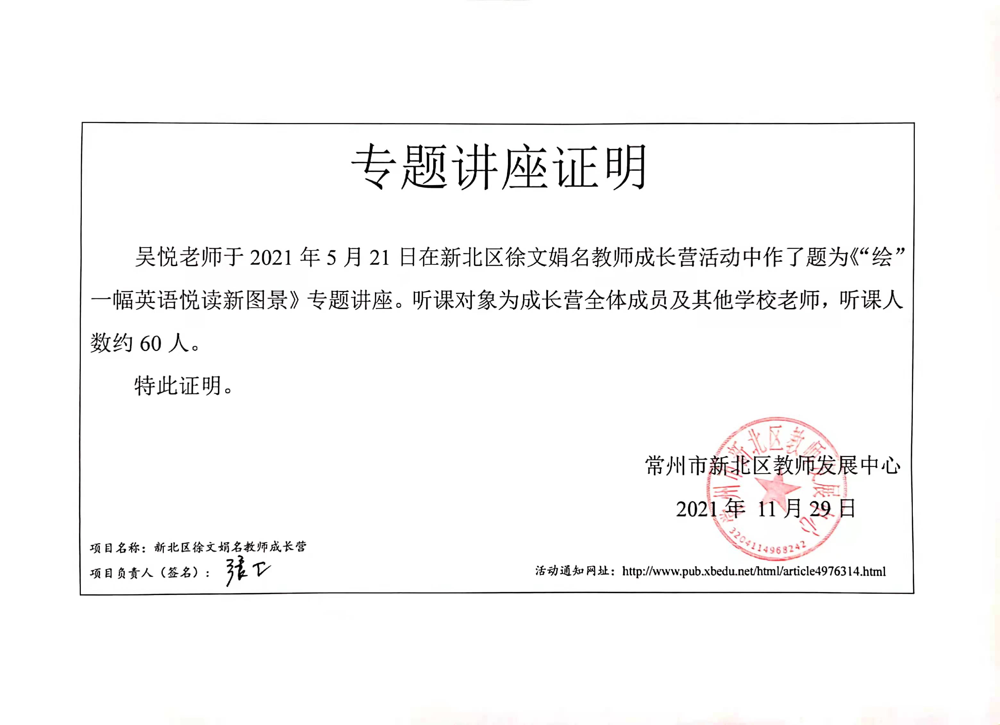 专题讲座证明
吴悦老师于 2021 年 5 月 21 日在新北区徐文娟名教师成长营活动中作了题为《“绘”
一幅英语悦读新图景》专题讲座。听课对象为成长营全体成员及其他学校老师，听课人
数约 60 人。
特此证明。
常州市新北区教师发展中心
常州市新北区教师发展中心
2021 年 11 月 29 日
3204114968242
项目名称：新北区徐文娟名教师成长营
项目负责人（签名）：张
活动通知网址：http://www.pub.xbedu.net/html/article4976314.html